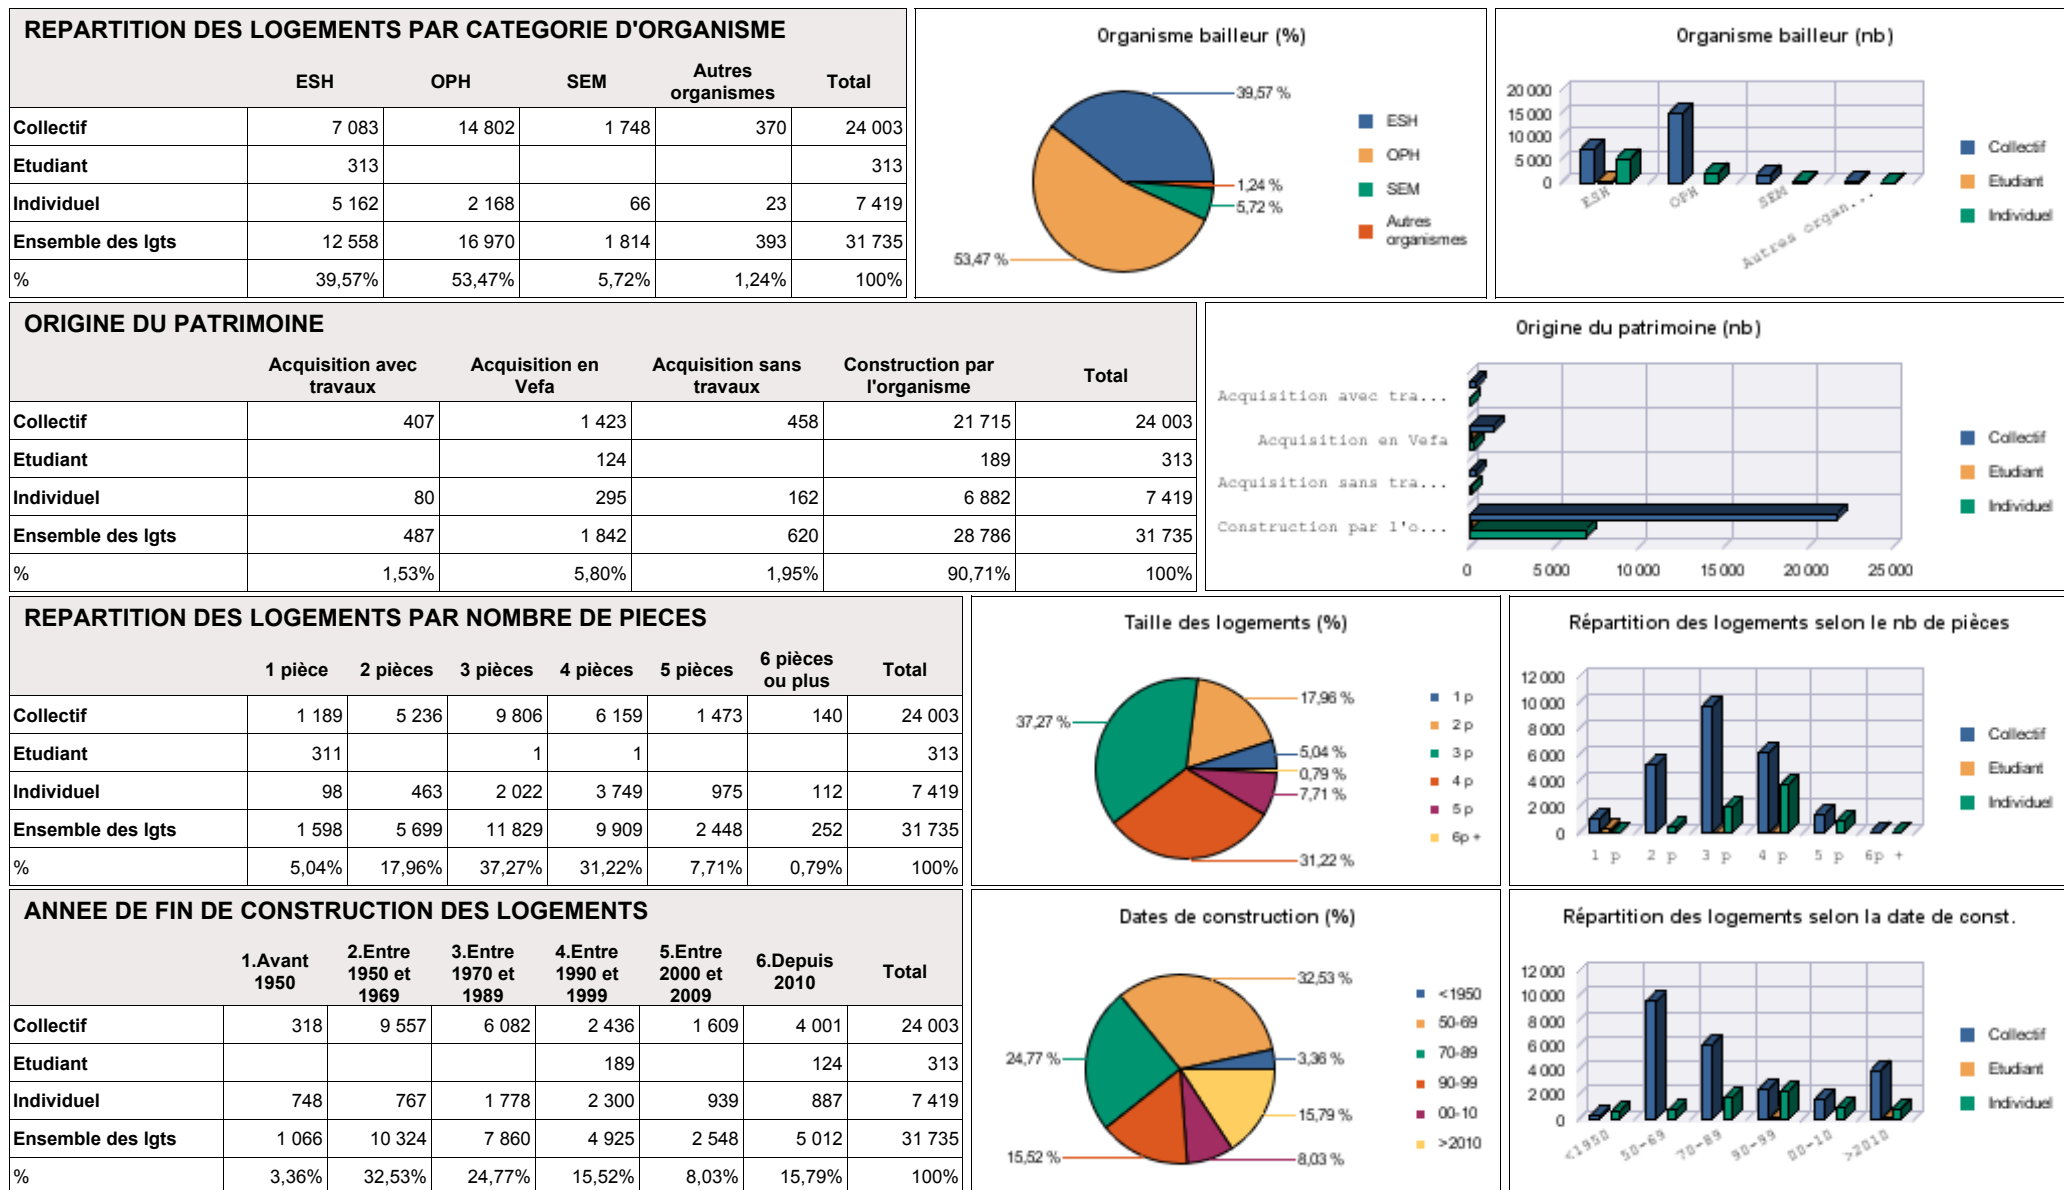 REPARTITION DES LOGEMENTS PAR CATEGORIE D'ORGANISME
ESH OPH SEM Autres organismes Total
Collectif 7 083 14 802 1 748 370 24 003
Etudiant 313 313
Individuel 5 162 2 168 66 23 7 419
Ensemble des lgts 12 558 16 970 1 814 393 31 735
% 39,57% 53,47% 5,72% 1,24% 100%
Organisme bailleur (%)
39,57 %
1,24 %
5,72 %
53,47 %
ESH
OPH
SEM
Autres
organismes
Organisme bailleur (nb)
20 000
15 000
10 000
5 000
0
ESH OPH SEM Autres organ...
Collectif
Etudiant
Individuel
ORIGINE DU PATRIMOINE
Acquisition avec travaux Acquisition en Vefa Acquisition sans travaux Construction par l'organisme Total
Collectif 407 1 423 458 21 715 24 003
Etudiant 124 189 313
Individuel 80 295 162 6 882 7 419
Ensemble des lgts 487 1 842 620 28 786 31 735
% 1,53% 5,80% 1,95% 90,71% 100%
Origine du patrimoine (nb)
Acquisition avec tra...
Acquisition en Vefa
Acquisition sans tra...
Construction par l'o...
0 5 000 10 000 15 000 20 000 25 000
Collectif
Etudiant
Individuel
REPARTITION DES LOGEMENTS PAR NOMBRE DE PIECES
1 pièce 2 pièces 3 pièces 4 pièces 5 pièces 6 pièces ou plus Total
Collectif 1 189 5 236 9 806 6 159 1 473 140 24 003
Etudiant 311 1 1 313
Individuel 98 463 2 022 3 749 975 112 7 419
Ensemble des lgts 1 598 5 699 11 829 9 909 2 448 252 31 735
% 5,04% 17,96% 37,27% 31,22% 7,71% 0,79% 100%
Taille des logements (%)
17,96 %
37,27 %
5,04 %
0,79 %
7,71 %
31,22 %
1 p
2 p
3 p
4 p
5 p
6p +
Répartition des logements selon le nb de pièces
12 000
10 000
8 000
6 000
4 000
2 000
0
1 p 2 p 3 p 4 p 5 p 6p +
Collectif
Etudiant
Individuel
ANNEE DE FIN DE CONSTRUCTION DES LOGEMENTS
1.Avant 1950 2.Entre 1950 et 1969 3.Entre 1970 et 1989 4.Entre 1990 et 1999 5.Entre 2000 et 2009 6.Depuis 2010 Total
Collectif 318 9 557 6 082 2 436 1 609 4 001 24 003
Etudiant 189 124 313
Individuel 748 767 1 778 2 300 939 887 7 419
Ensemble des lgts 1 066 10 324 7 860 4 925 2 548 5 012 31 735
% 3,36% 32,53% 24,77% 15,52% 8,03% 15,79% 100%
Dates de construction (%)
32,53 %
24,77 %
3,36 %
15,79 %
15,52 %
8,03 %
<1950
50-69
70-89
90-99
00-10
>2010
Répartition des logements selon la date de const.
12 000
10 000
8 000
6 000
4 000
2 000
0
<1950 50-69 70-89 90-99 00-10 >2010
Collectif
Etudiant
Individuel